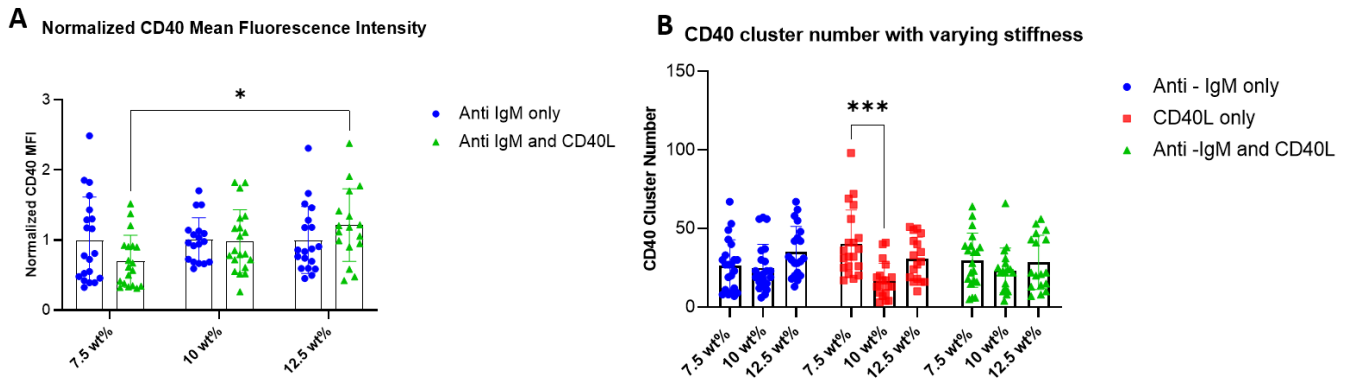 A
Normalized CD40 Mean Fluorescence Intensity
Normalized CD40 MFI
3
2
1
0
*
7.5 wt%
10 wt%
12.5 wt%
Anti IgM only
Anti IgM and CD40L
B
CD40 cluster number with varying stiffness
CD40 Cluster Number
150
100
50
0
***
7.5 wt%
10 wt%
12.5 wt%
7.5 wt%
10 wt%
12.5 wt%
7.5 wt%
10 wt%
12.5 wt%
Anti - IgM only
CD40L only
Anti -IgM and CD40L